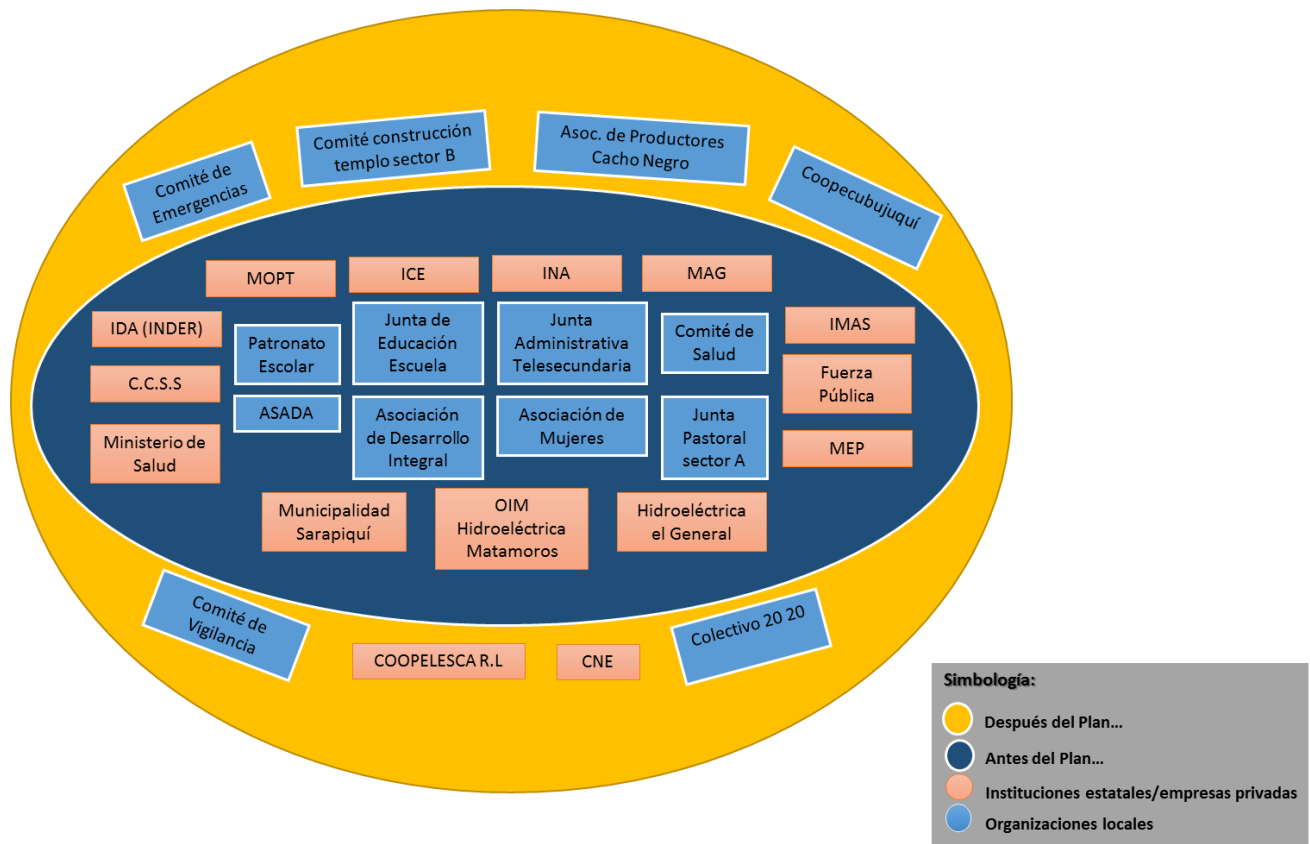 Comité de
Emergencias
Comité construcción
templo sector B
Asoc. de Productores
Cacho Negro
Coopecubujuquí
MOPT
ICE
INA
MAG
IDA (INDER)
Patronato
Escolar
Junta de
Educación
Escuela
Junta
Administrativa
Telesecundaria
Comité de
Salud
IMAS
C.C.S.S
Fuerza
Pública
ASADA
Asociación
de Desarrollo
Integral
Asociación de
Mujeres
Junta
Pastoral
sector A
Ministerio de
Salud
MEP
Municipalidad
Sarapiquí
OIM
Hidroeléctrica
Matamoros
Hidroeléctrica
el General
Comité de
Vigilancia
COOPELESCA R.L
CNE
Colectivo 20 20
Simbología:
Después del Plan...
Antes del Plan...
Instituciones estatales/empresas privadas
Organizaciones locales